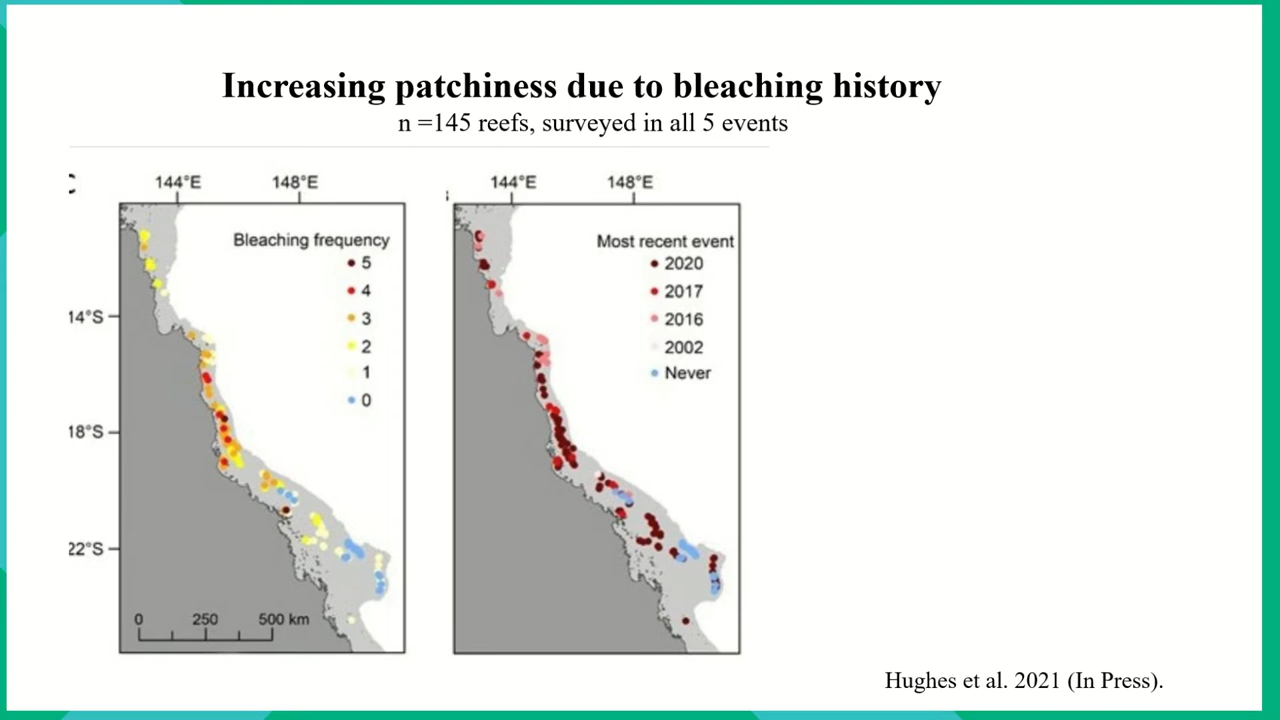 Increasing patchiness due to bleaching history
n =145 reefs, surveyed in all 5 events
144°E 148°E
Bleaching frequency
5
4
3
2
1
0
14°S
18°S
22°S
0 250 500 km
144°E 148°E
Most recent event
2020
2017
2016
2002
Never
Hughes et al. 2021 (In Press).